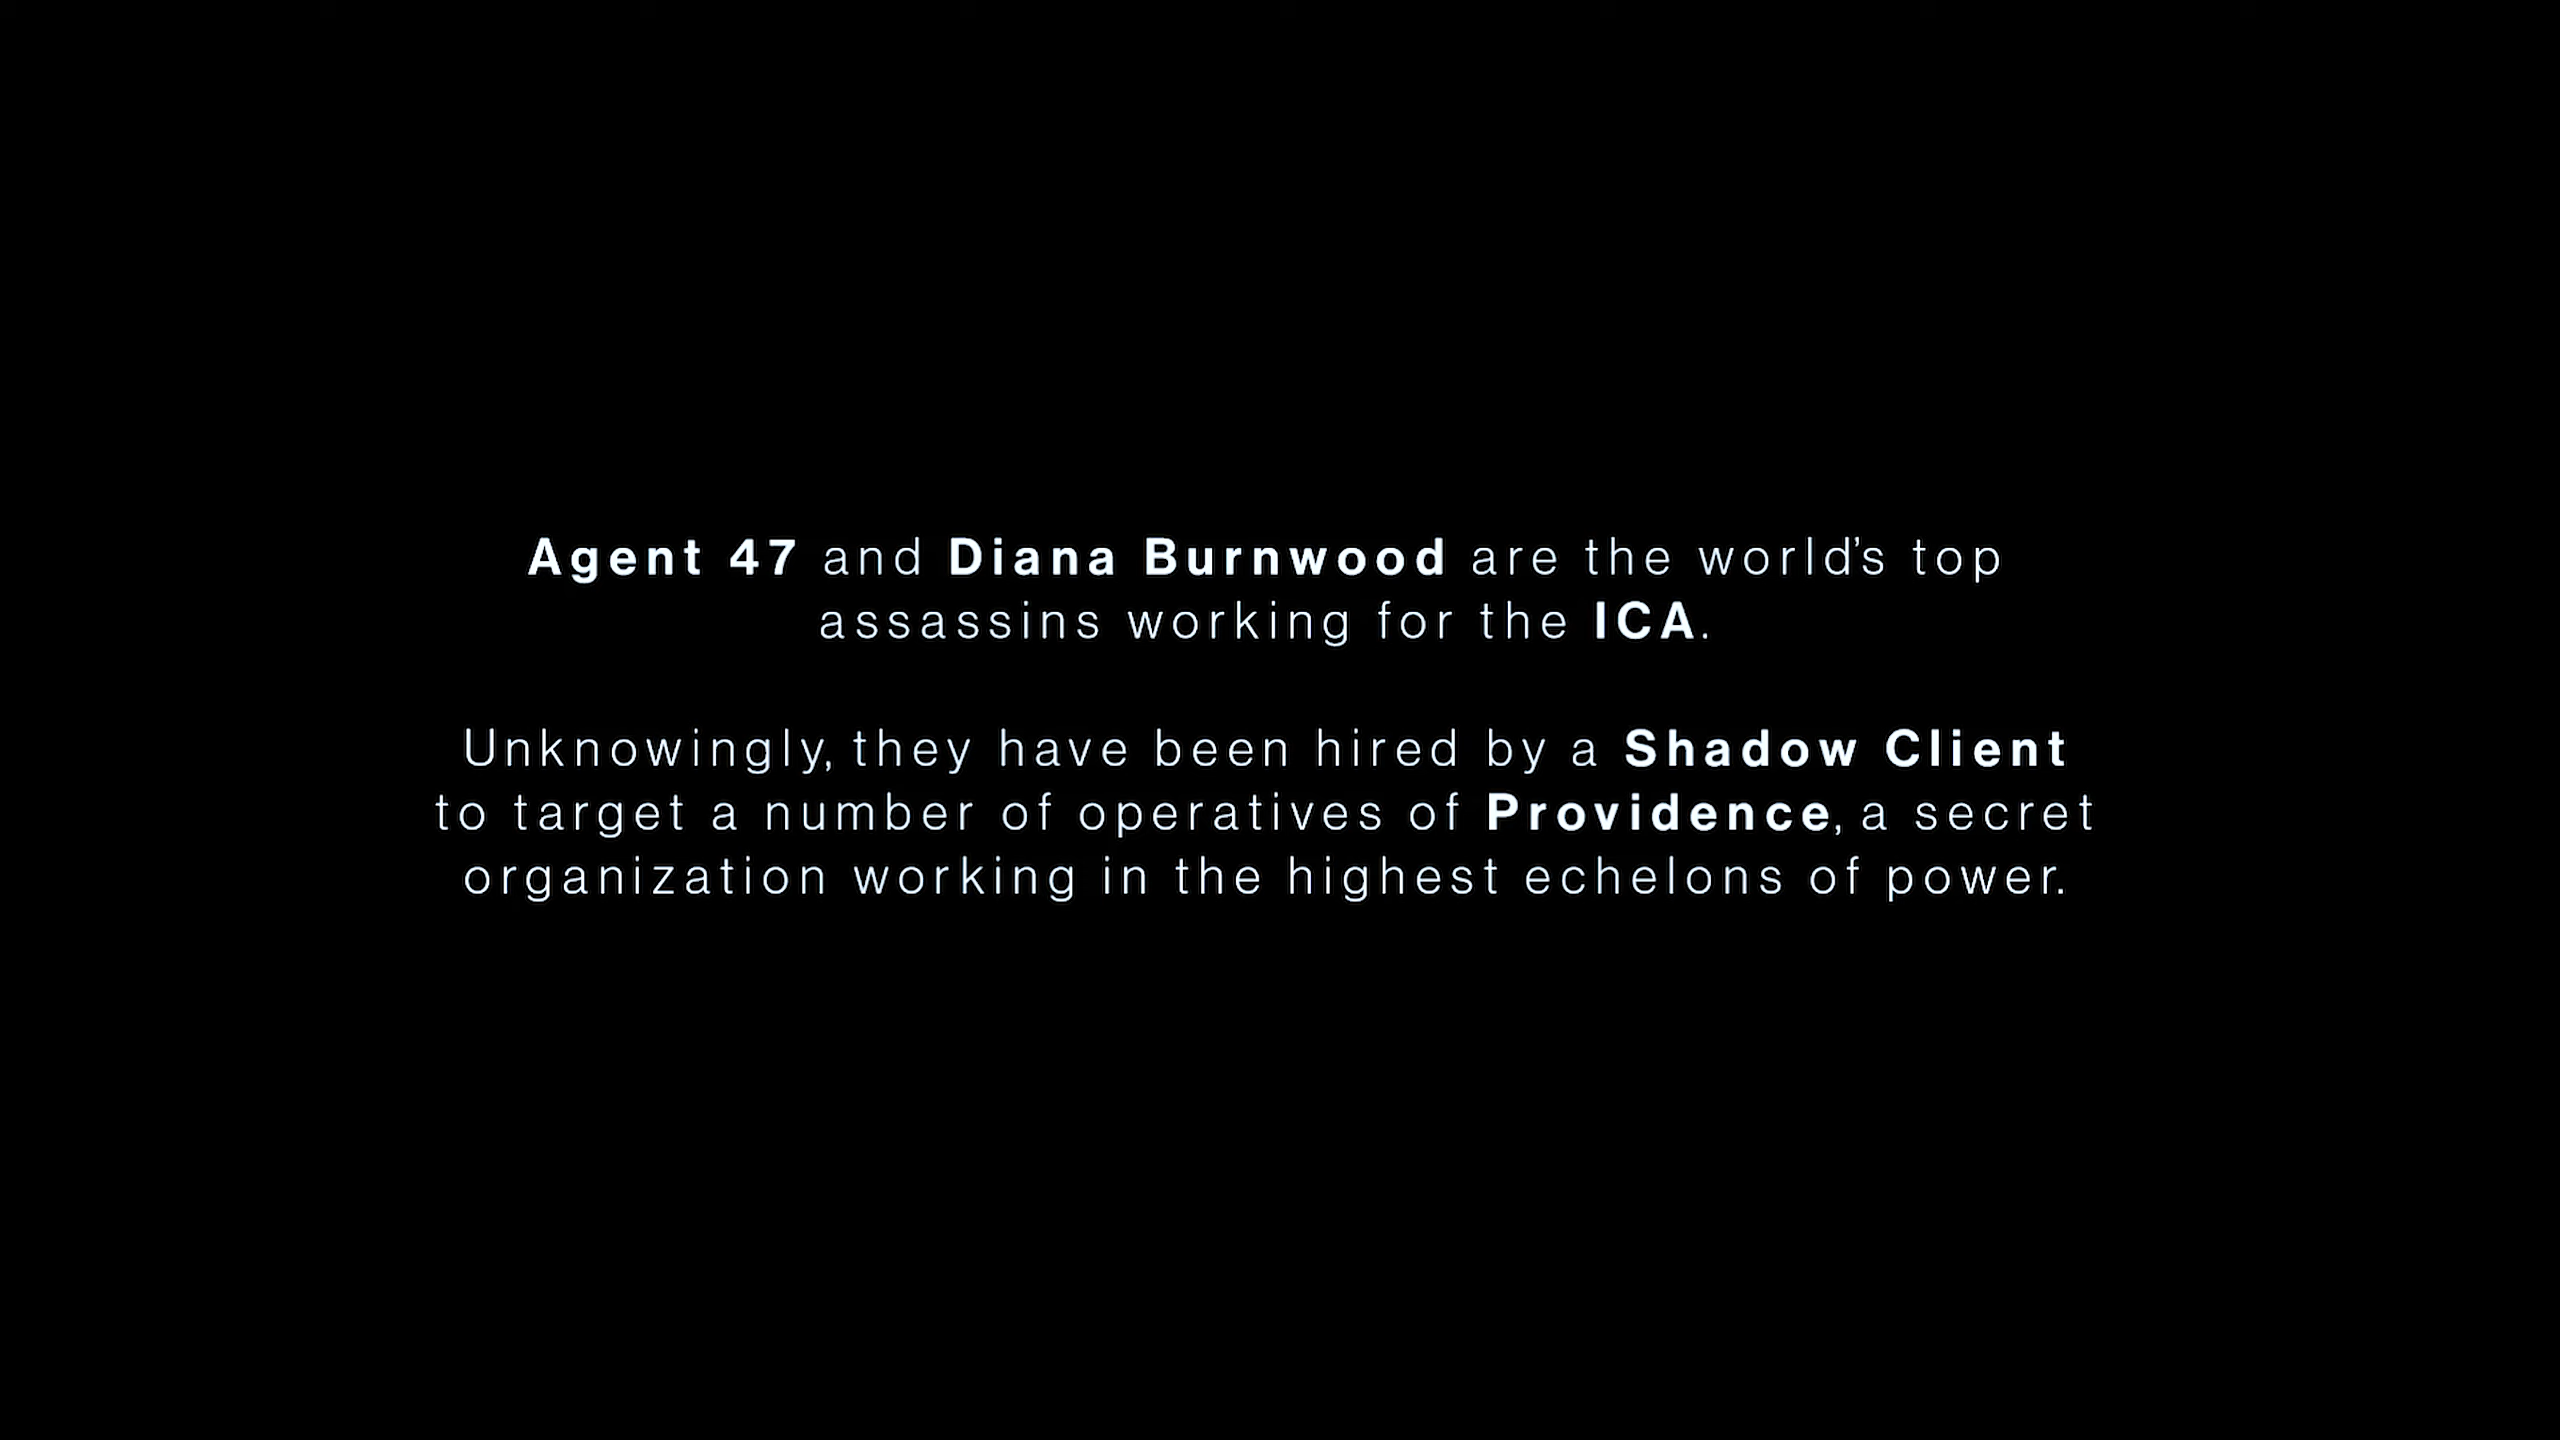 Agent 47 and Diana Burnwood are the world’s top
assassins working for the ICA.
Unknowingly, they have been hired by a Shadow Client
to target a number of operatives of Providence, a secret
organization working in the highest echelons of power.